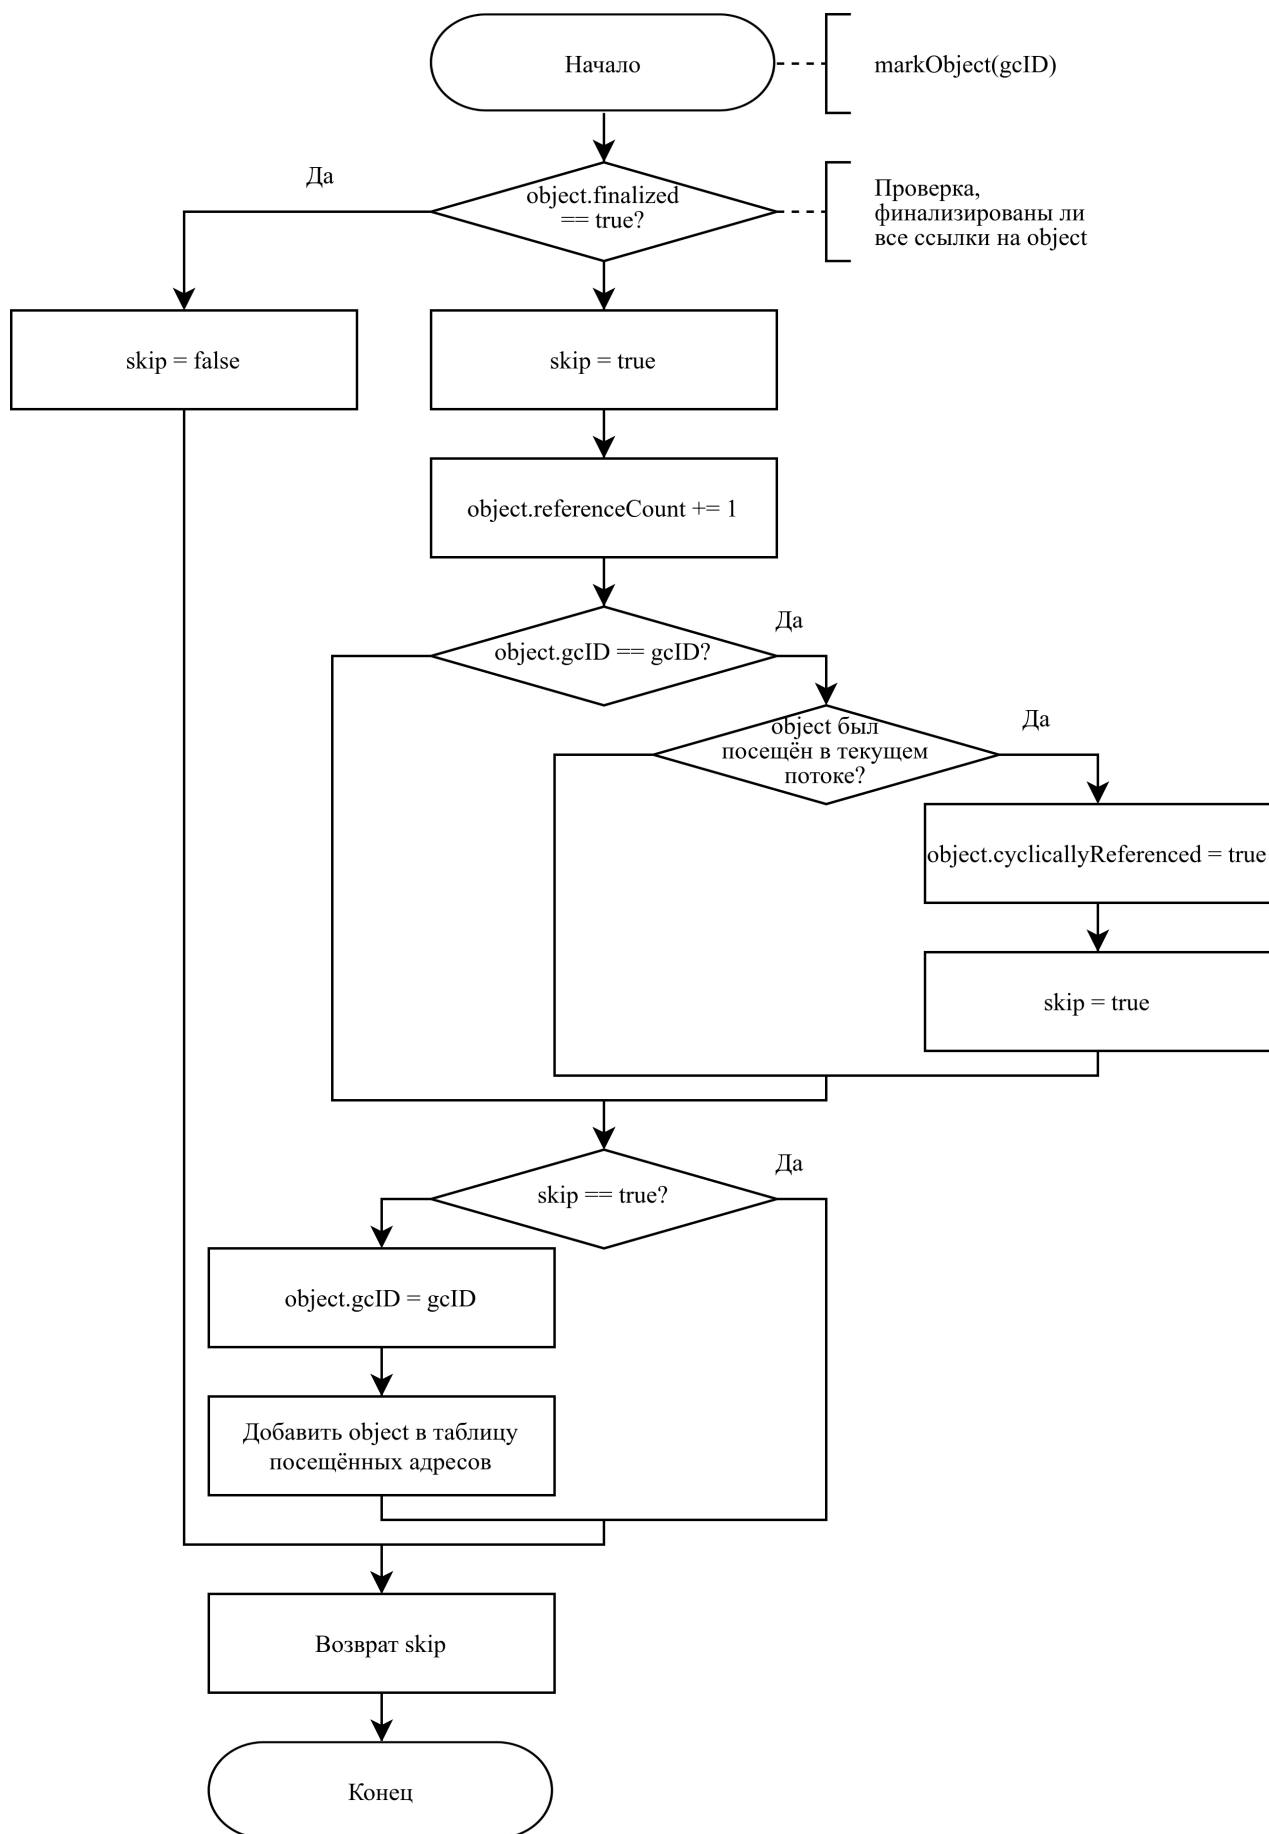 Начало
markObject(gcID)
Да
object.finalized
== true?
Проверка,
финализированы ли
все ссылки на object
skip = false
skip = true
object.referenceCount += 1
Да
object.gcID == gcID?
Да
object был
посещён в текущем
потоке?
object.cyclicallyReferenced = true
skip = true
Да
skip == true?
object.gcID = gcID
Добавить object в таблицу
посещённых адресов
Возврат skip
Конец